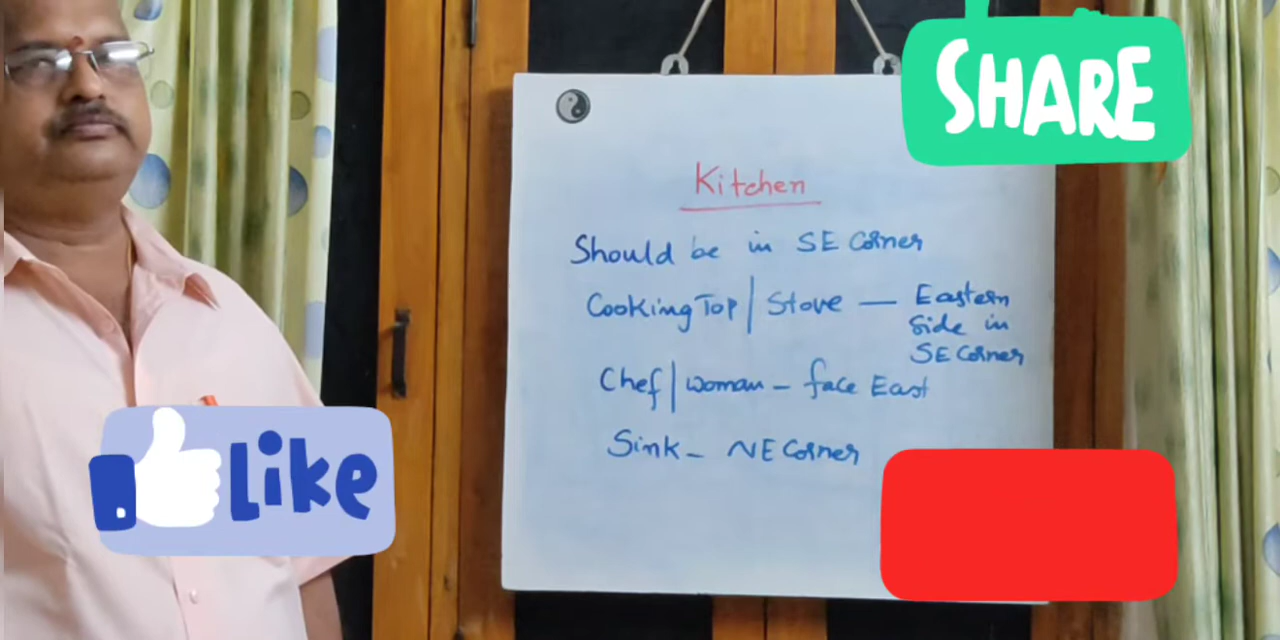 SHARE
Kitchen
Should be in SE Corner
Cooking Top | Stove — Eastern
Side in
SE Corner
Chef | woman - face East
Sink - NE Corner
Like